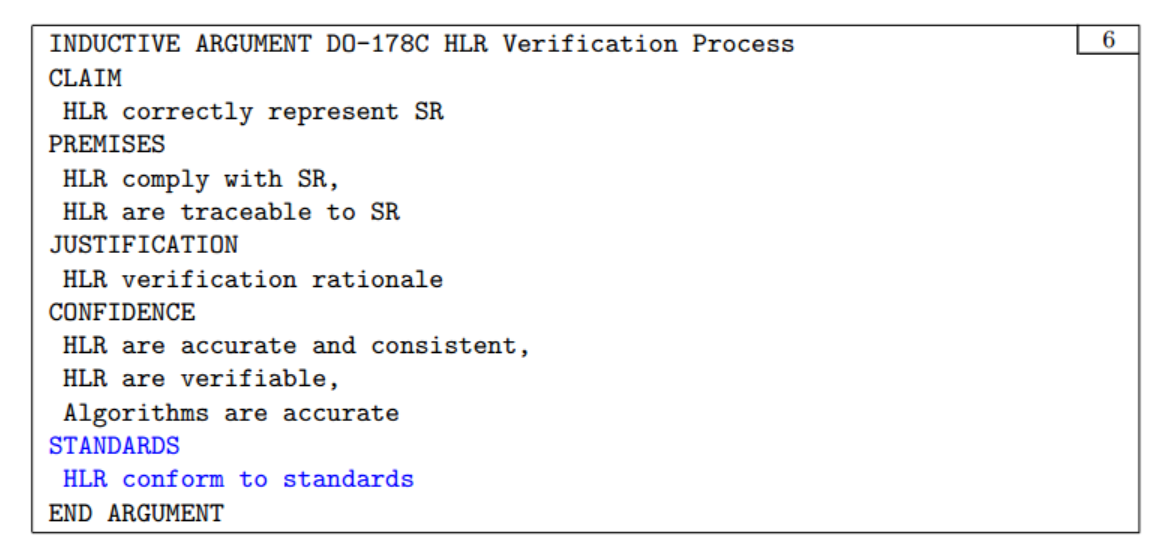 INDUCTIVE ARGUMENT DO-178C HLR Verification Process
6
CLAIM
HLR correctly represent SR
PREMISES
HLR comply with SR,
HLR are traceable to SR
JUSTIFICATION
HLR verification rationale
CONFIDENCE
HLR are accurate and consistent,
HLR are verifiable,
Algorithms are accurate
STANDARDS
HLR conform to standards
END ARGUMENT